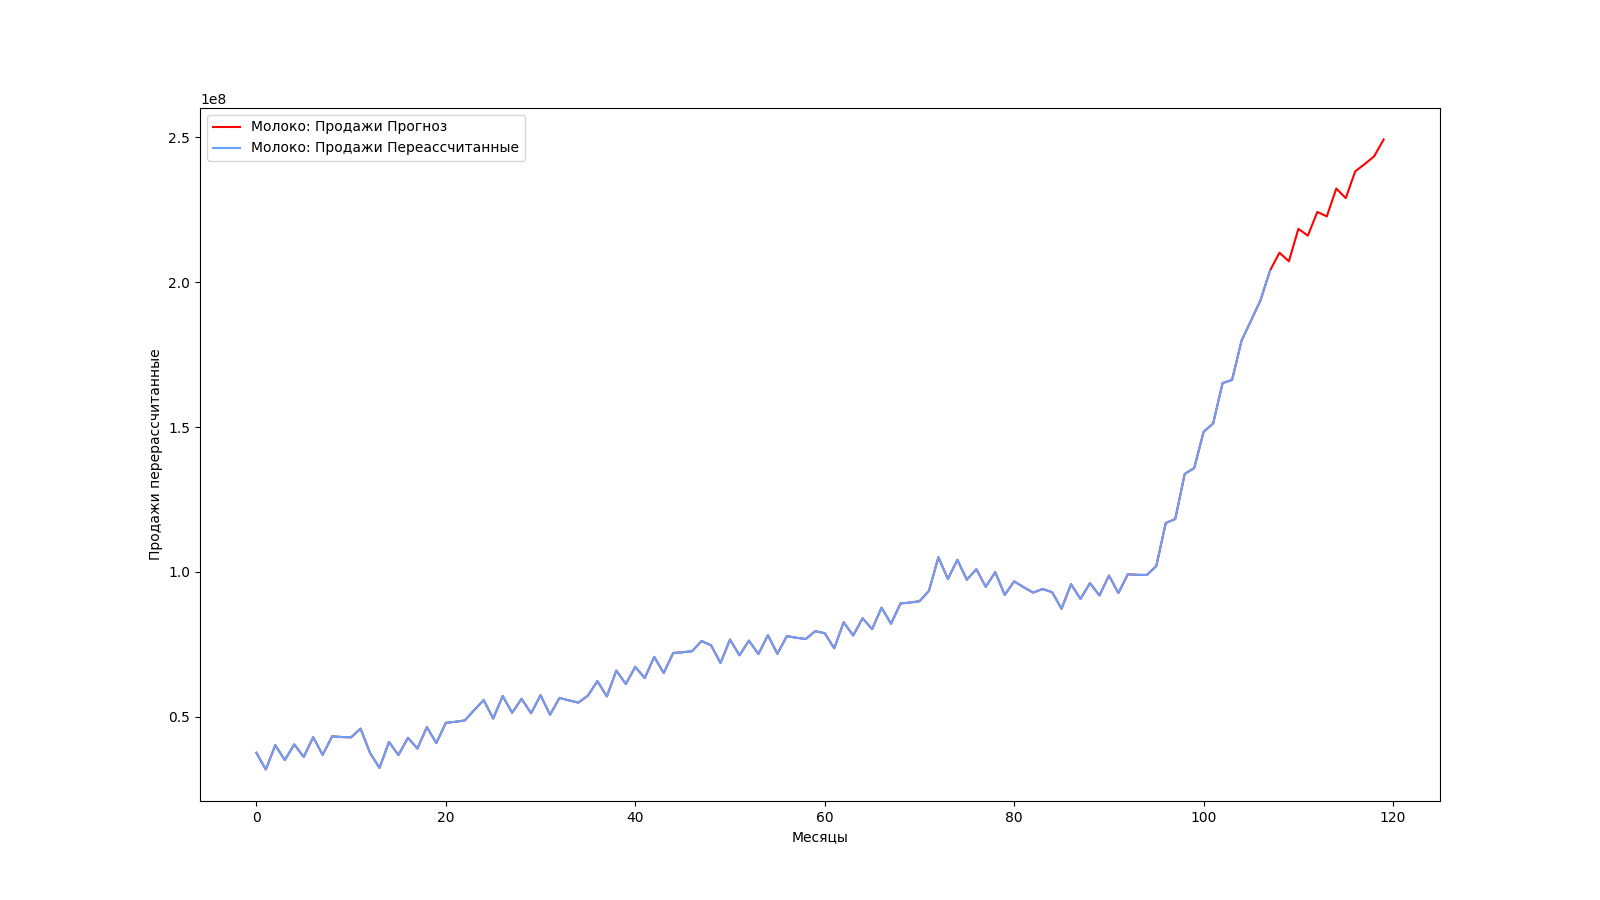 1e8
Молоко: Продажи Прогноз
Молоко: Продажи Переассчитанные
2.5
2.0
1.5
1.0
0.5
Продажи перерассчитанные
0 20 40 60 80 100 120
Месяцы